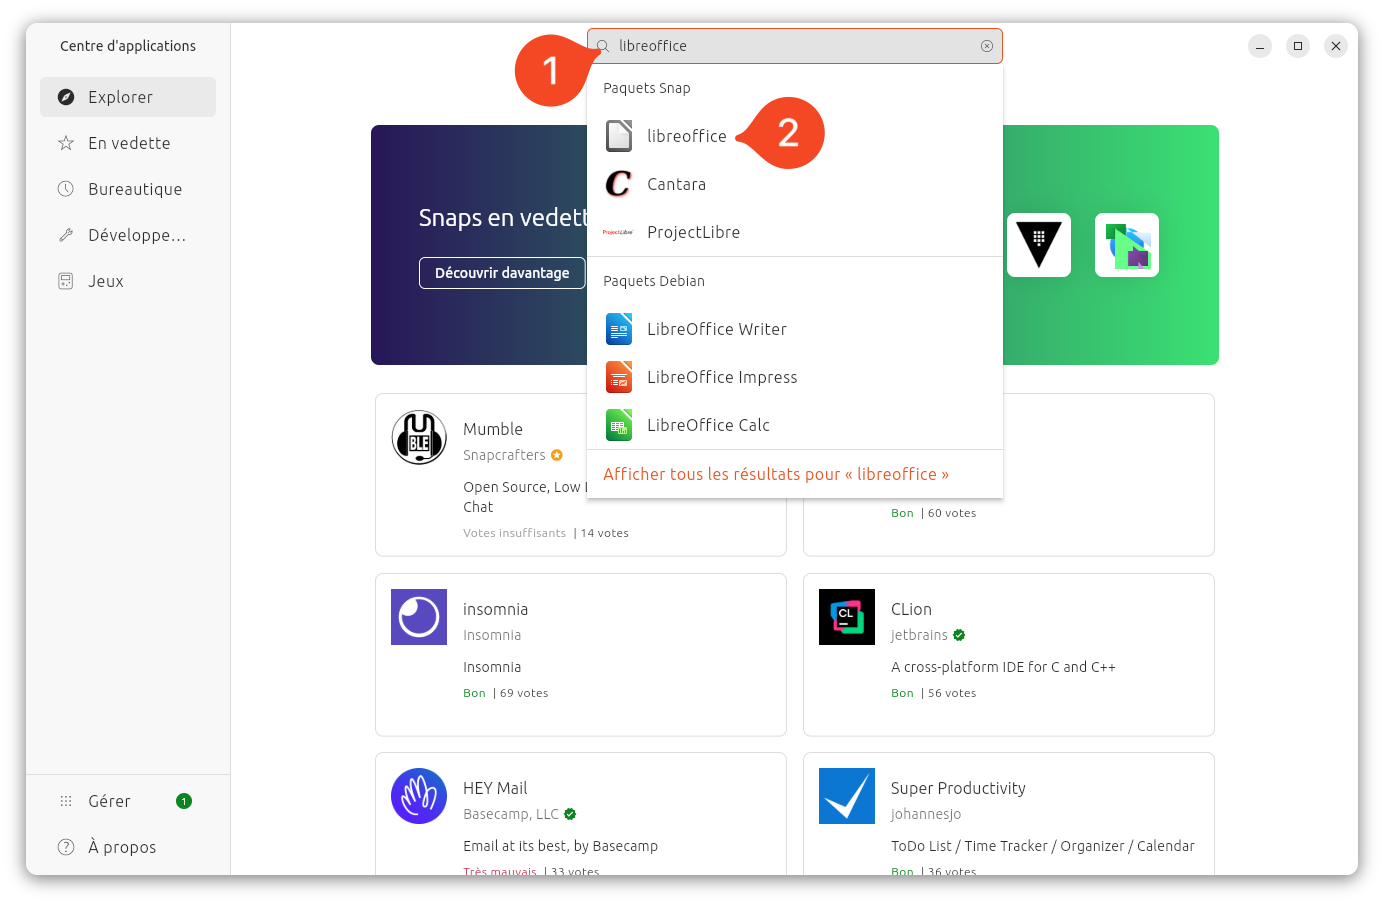 Centre d'applications
Explorer
En vedette
Bureautique
Développe…
Jeux
Gérer
1
À propos
1
libreoffice
Paquets Snap
libreoffice
2
Cantara
ProjectLibre
ProjectLibre
Paquets Debian
LibreOffice Writer
LibreOffice Impress
LibreOffice Calc
Afficher tous les résultats pour « libreoffice »
Snaps en vedett
Découvrir davantage
BLE
Mumble
Snapcrafters
Open Source, Low
Chat
Votes insuffisants | 14 votes
Bon | 60 votes
insomnia
Insomnia
Insomnia
Bon | 69 votes
CL
CLion
jetbrains
A cross-platform IDE for C and C++
Bon | 56 votes
HEY Mail
Basecamp, LLC
Email at its best, by Basecamp
Très mauvais | 33 votes
Super Productivity
johannesjo
ToDo List / Time Tracker / Organizer / Calendar
Bon | 36 votes